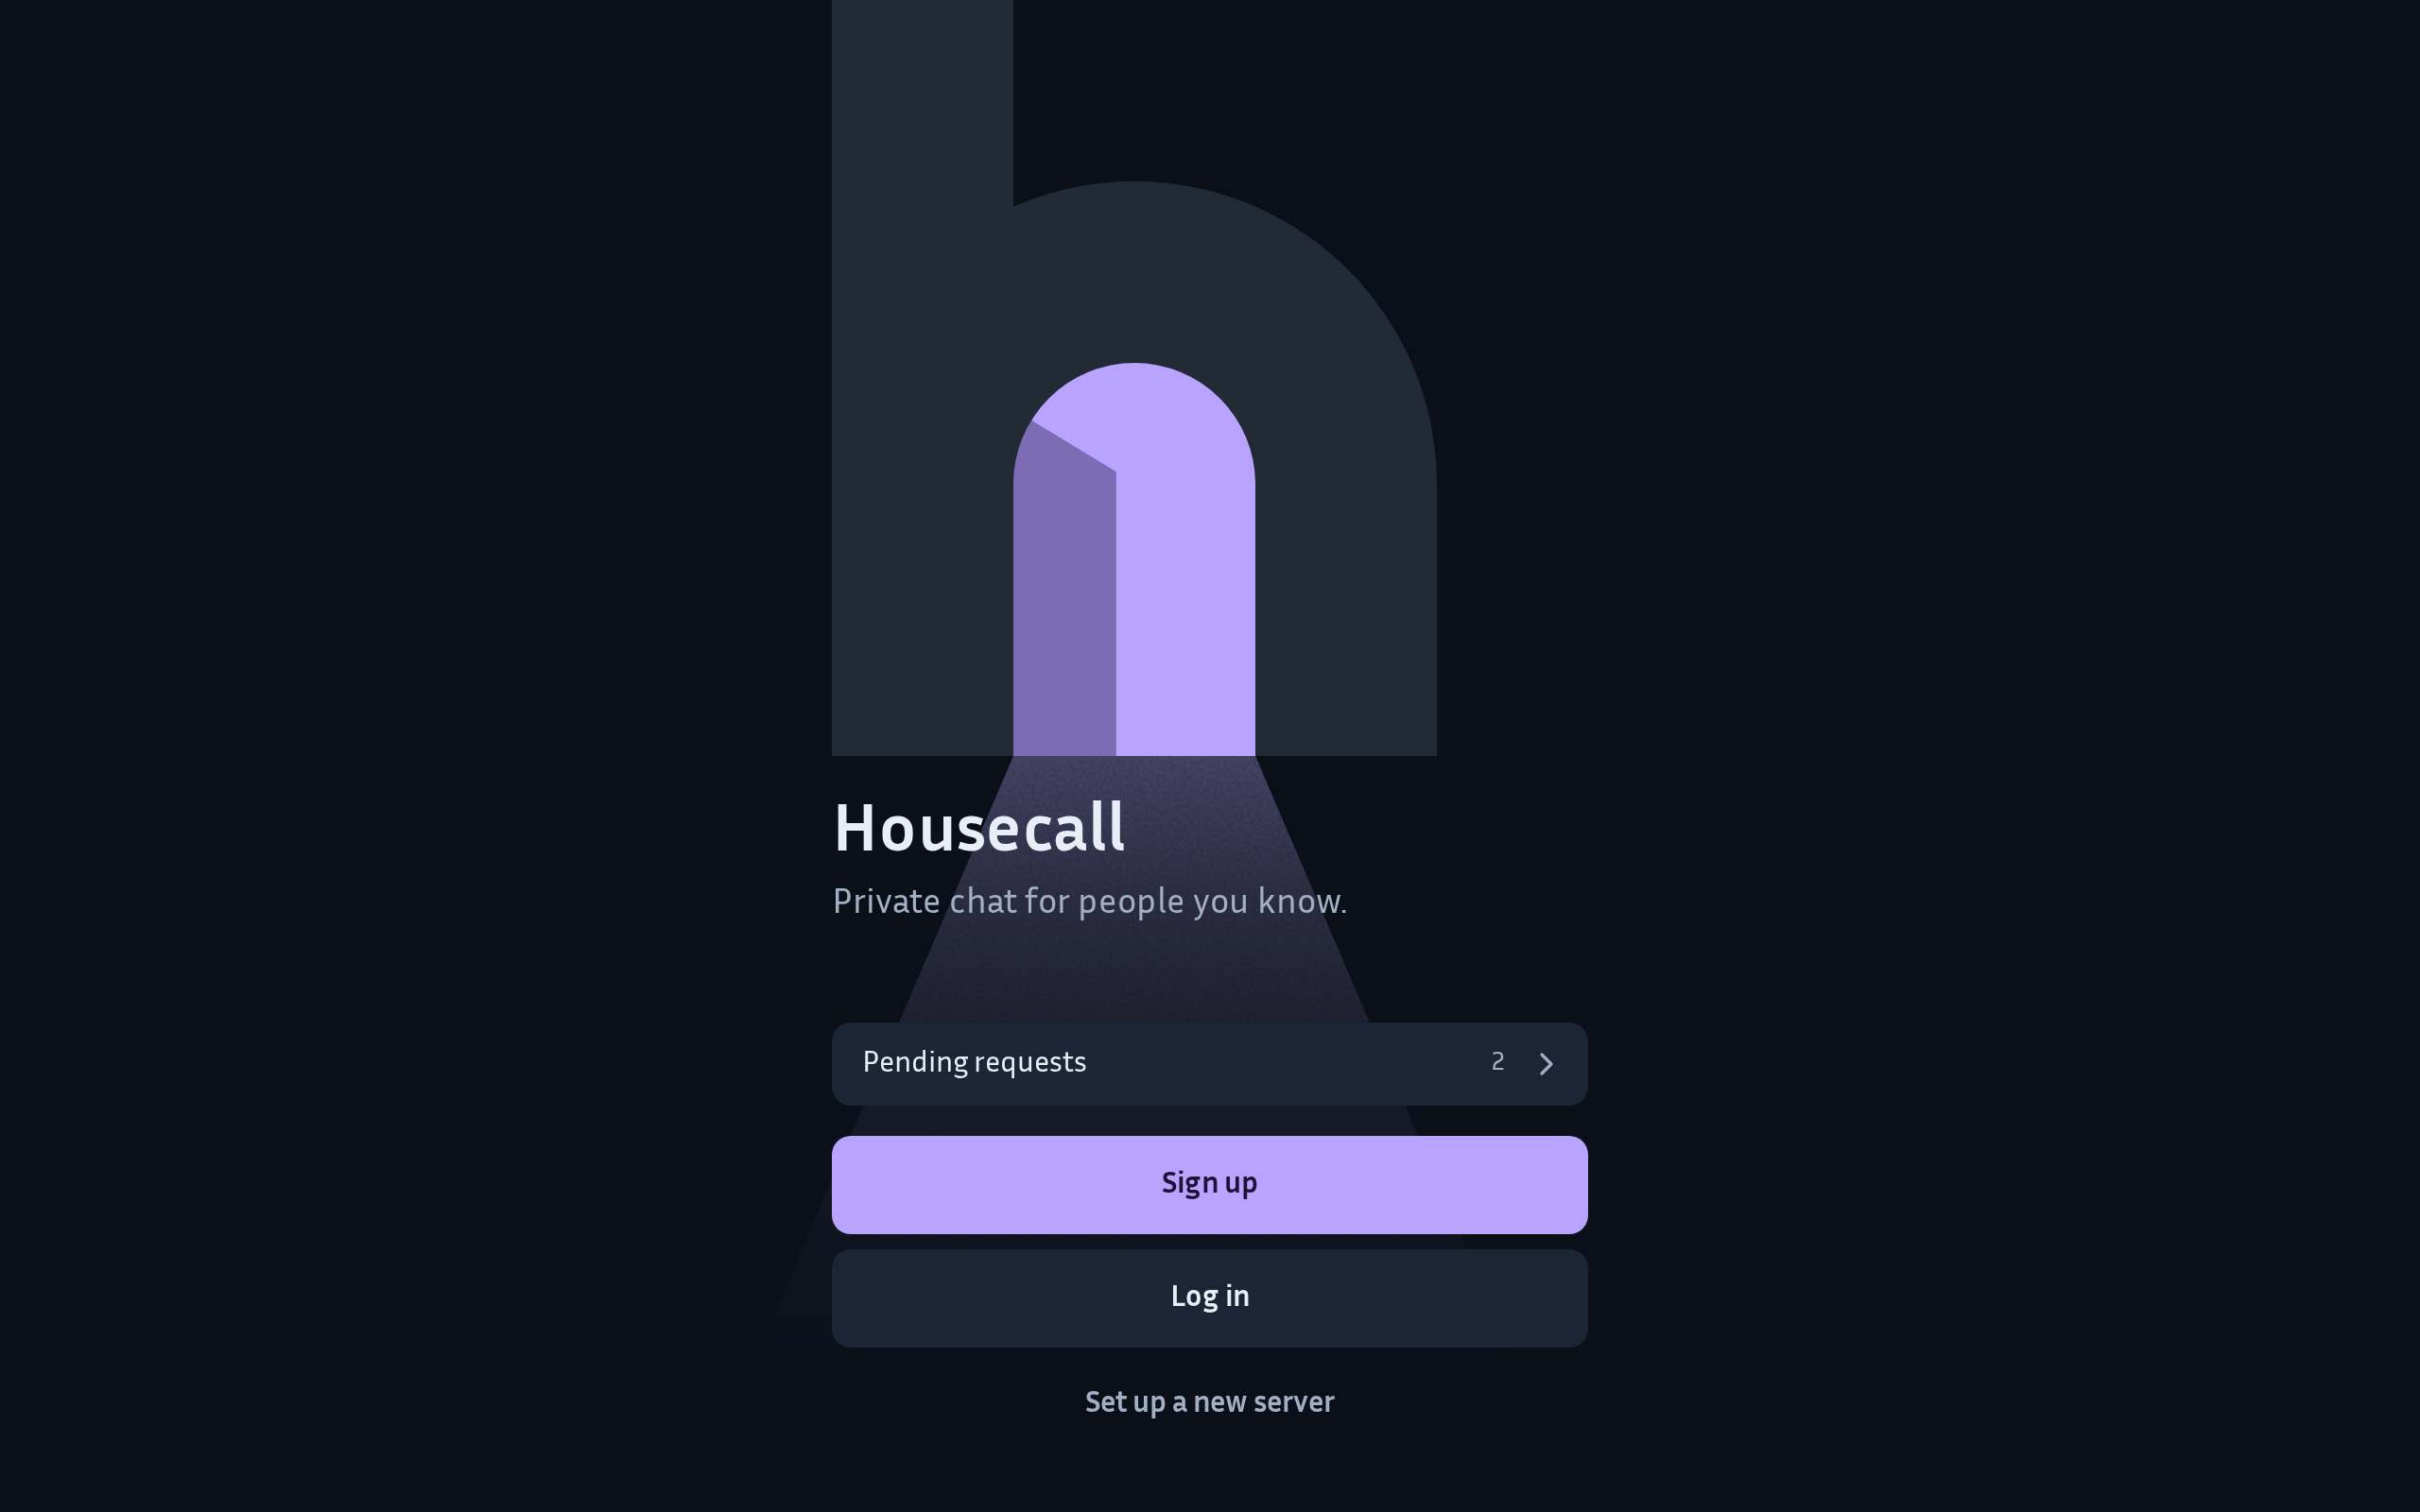 Housecall
Private chat for people you know.
Pending requests 2
Sign up
Log in
Set up a new server